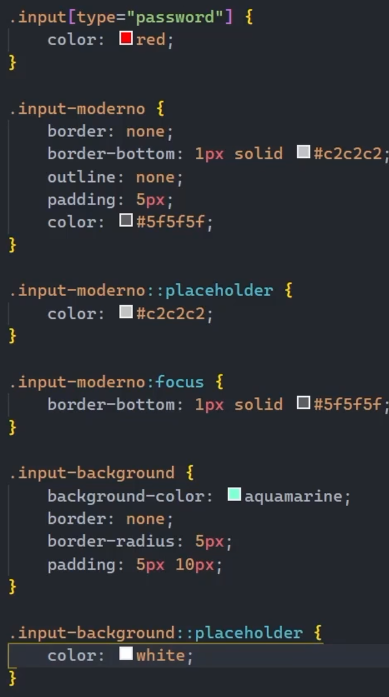 .input[type="password"] {
    color: red;
}

.input-moderno {
    border: none;
    border-bottom: 1px solid #c2c2c2;
    outline: none;
    padding: 5px;
    color: #5f5f5f;
}

.input-moderno::placeholder {
    color: #c2c2c2;
}

.input-moderno:focus {
    border-bottom: 1px solid #5f5f5f;
}

.input-background {
    background-color: aquamarine;
    border: none;
    border-radius: 5px;
    padding: 5px 10px;
}

.input-background::placeholder {
    color: white;
}